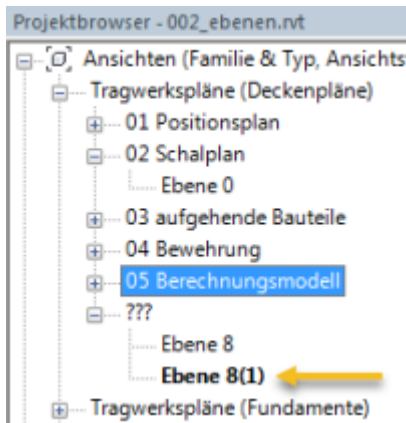 Projektbrowser - 002_ebenen.rvt
Ansichten (Familie & Typ, Ansichts
Tragwerkspläne (Deckenpläne)
01 Positionsplan
02 Schalplan
Ebene 0
03 aufgehende Bauteile
04 Bewehrung
05 Berechnungsmodell
???
Ebene 8
Ebene 8(1)
Tragwerkspläne (Fundamente)